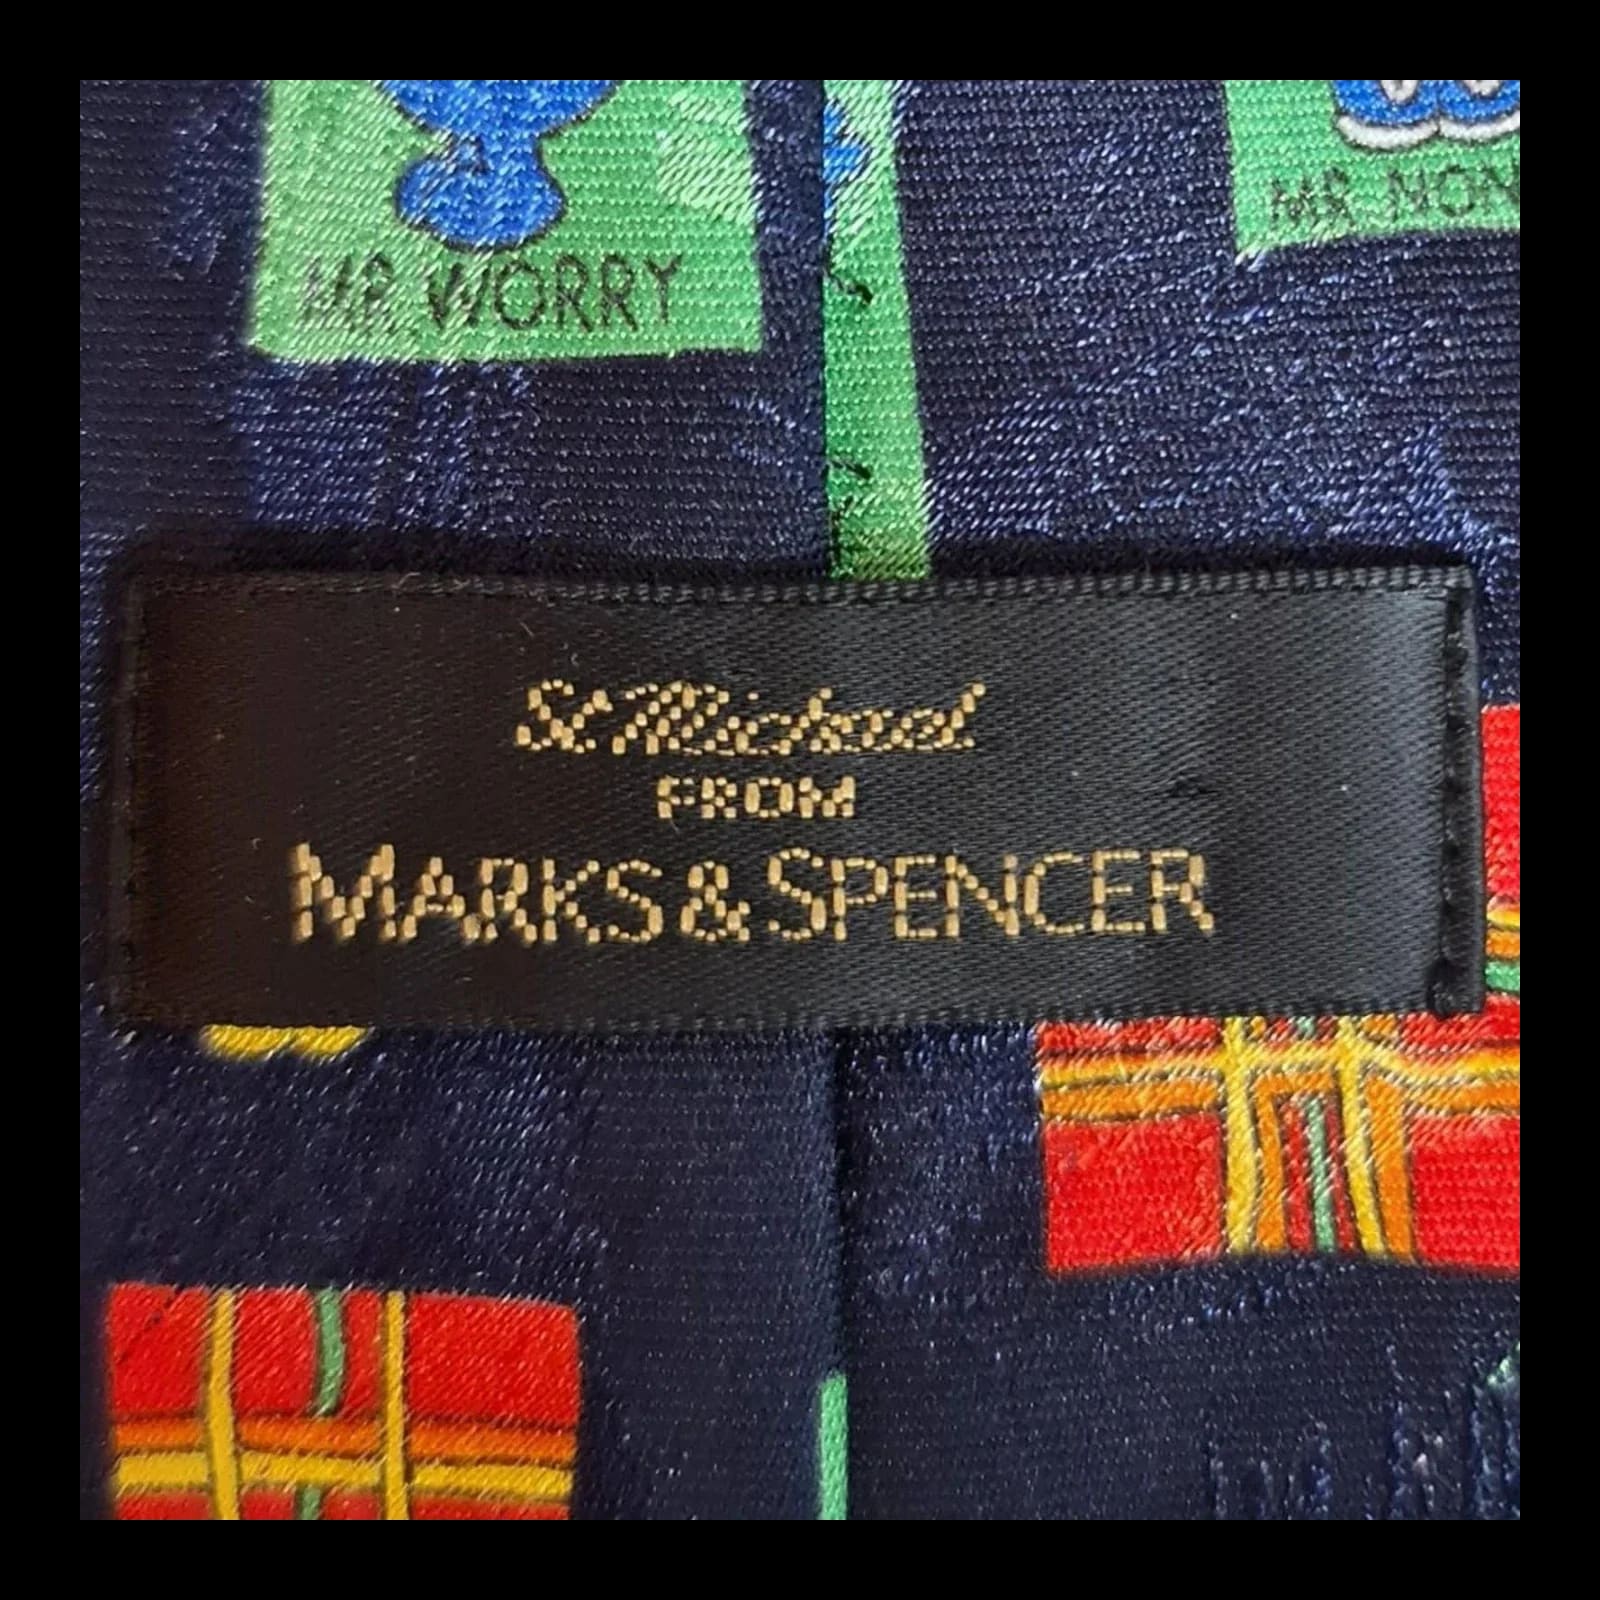 MR. WORRY
MR. NON
St Michael
FROM
MARKS & SPENCER